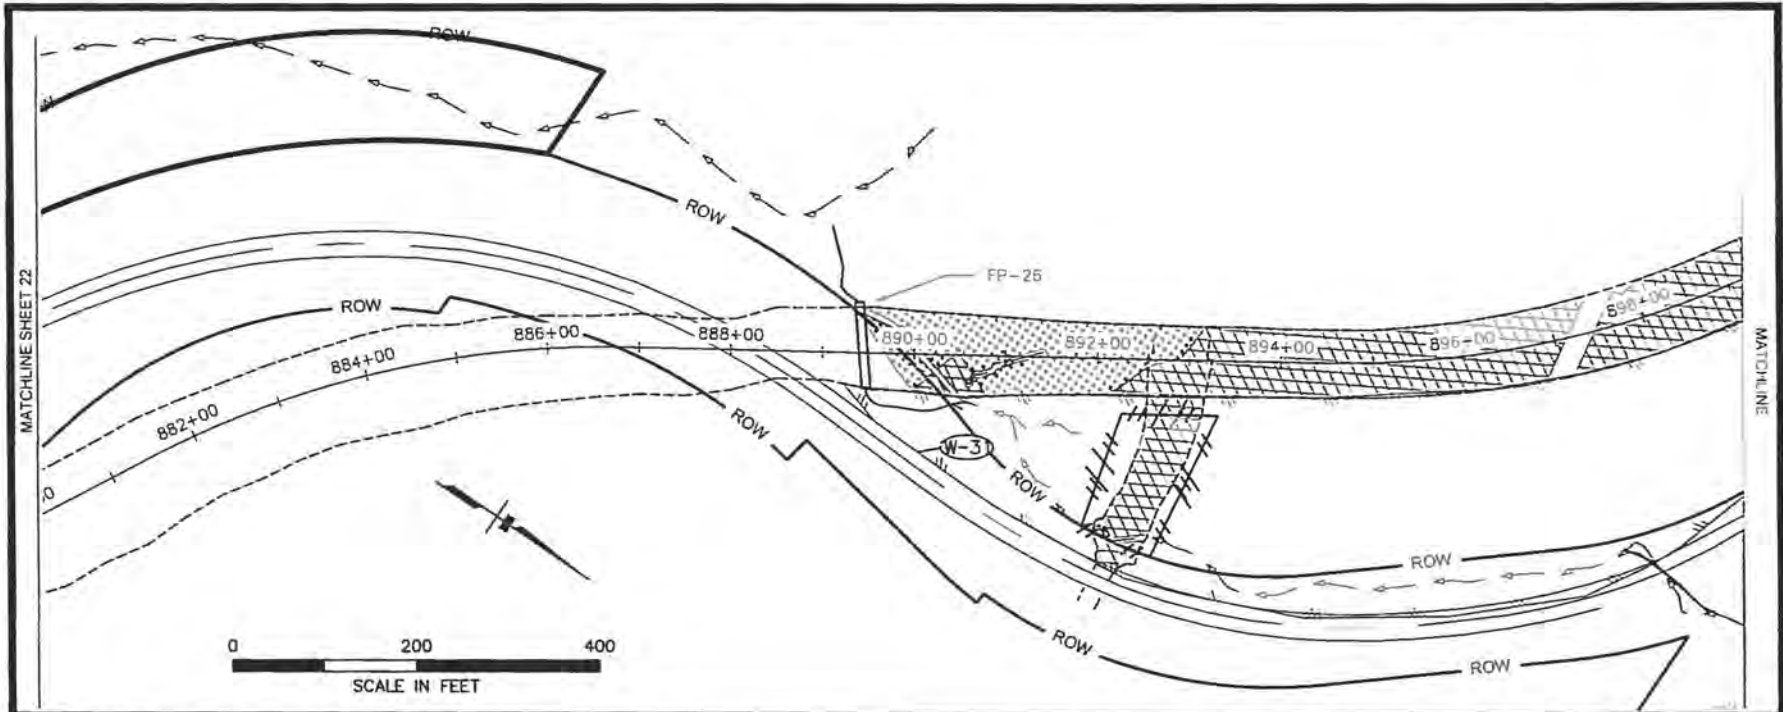 ROW
ROW
FP-26
MATCHLINE SHEET 22
ROW
882+00
884+00
886+00
888+00
890+00
892+00
894+00
896+00
898+00
MATCHLINE
ROW
W-31
ROW
ROW
ROW
ROW
0 200 400
SCALE IN FEET